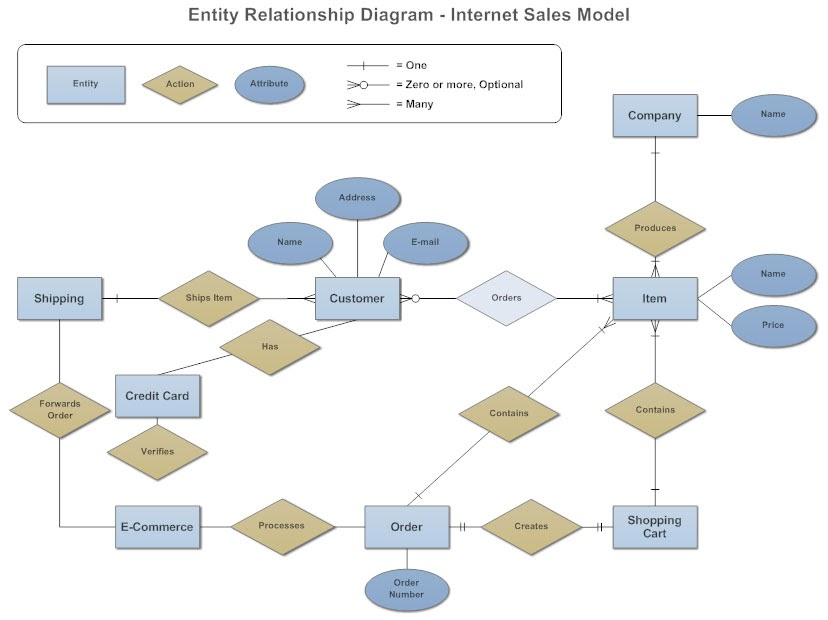 Entity Relationship Diagram - Internet Sales Model
Entity
Action
Attribute
= One
= Zero or more, Optional
= Many
Company
Name
Address
Produces
Name
E-mail
Name
Shipping
Ships Item
Customer
Orders
Item
Price
Has
Credit Card
Forwards
Order
Contains
Contains
Verifies
E-Commerce
Processes
Order
Creates
Shopping
Cart
Order
Number